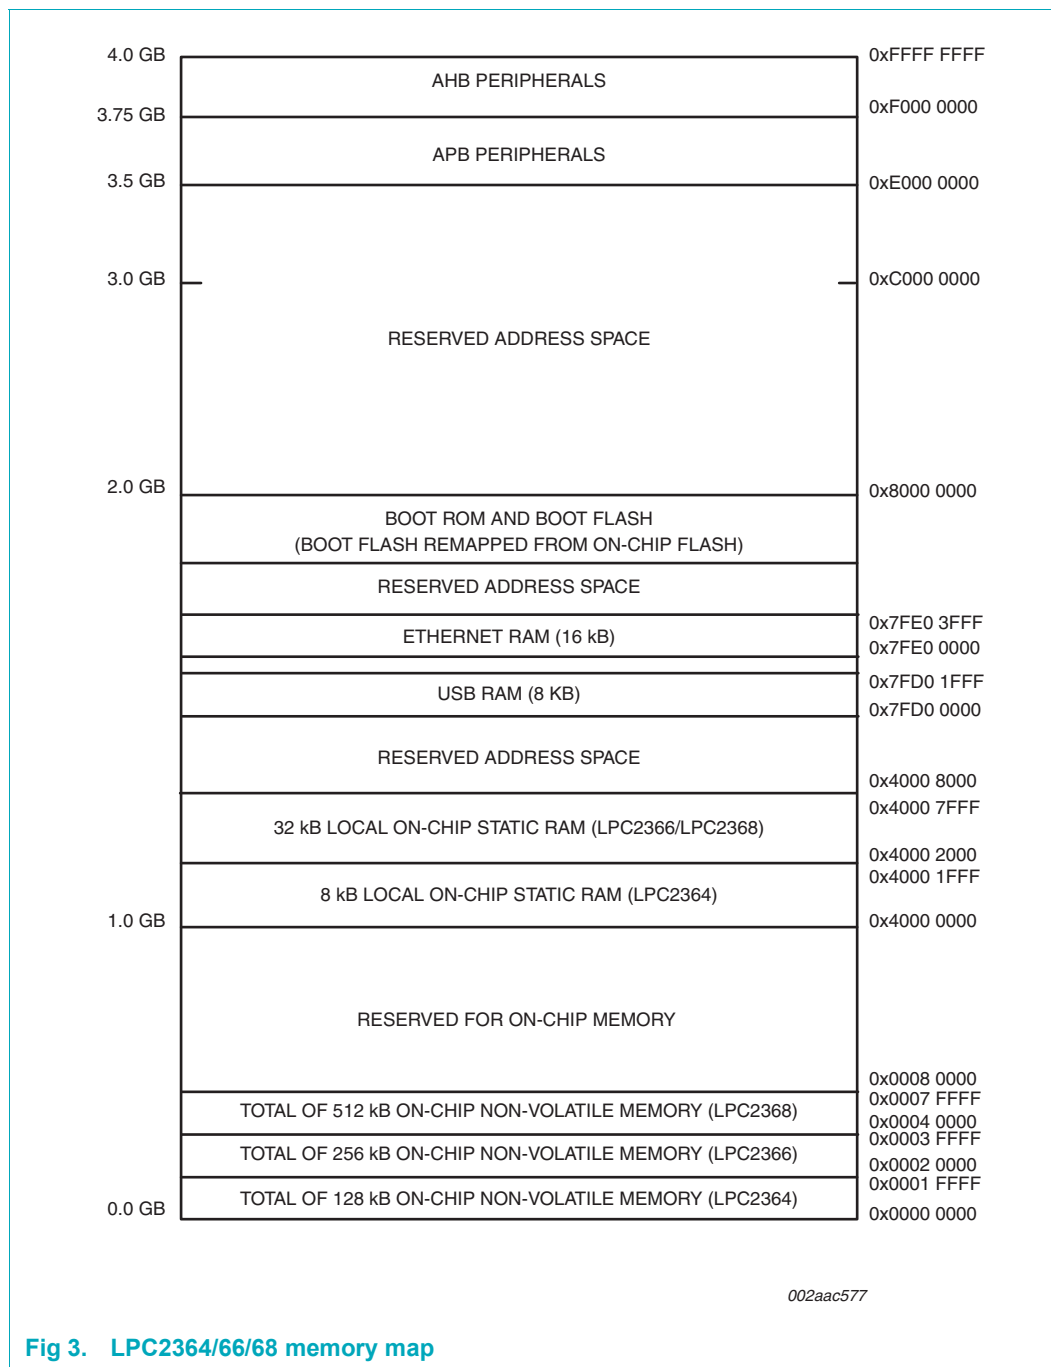 4.0 GB 0xFFFF FFFF
AHB PERIPHERALS
3.75 GB 0xF000 0000
APB PERIPHERALS
3.5 GB 0xE000 0000
3.0 GB 0xC000 0000
RESERVED ADDRESS SPACE
2.0 GB 0x8000 0000
BOOT ROM AND BOOT FLASH
(BOOT FLASH REMAPPED FROM ON-CHIP FLASH)
RESERVED ADDRESS SPACE
0x7FE0 3FFF
ETHERNET RAM (16 kB)
0x7FE0 0000
0x7FD0 1FFF
USB RAM (8 KB)
0x7FD0 0000
RESERVED ADDRESS SPACE
0x4000 8000
0x4000 7FFF
32 kB LOCAL ON-CHIP STATIC RAM (LPC2366/LPC2368)
0x4000 2000
0x4000 1FFF
8 kB LOCAL ON-CHIP STATIC RAM (LPC2364)
1.0 GB 0x4000 0000
RESERVED FOR ON-CHIP MEMORY
0x0008 0000
0x0007 FFFF
TOTAL OF 512 kB ON-CHIP NON-VOLATILE MEMORY (LPC2368)
0x0004 0000
0x0003 FFFF
TOTAL OF 256 kB ON-CHIP NON-VOLATILE MEMORY (LPC2366)
0x0002 0000
0x0001 FFFF
TOTAL OF 128 kB ON-CHIP NON-VOLATILE MEMORY (LPC2364)
0.0 GB 0x0000 0000
002aac577
Fig 3. LPC2364/66/68 memory map